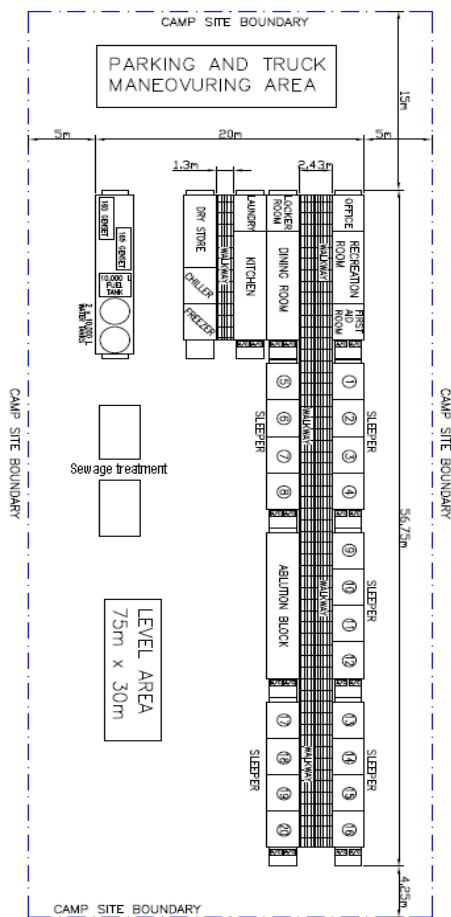 CAMP SITE BOUNDARY
PARKING AND TRUCK
MANEOVURING AREA
15m
5m
20m
5m
1.3m
2.43m
165 GENSET
165 GENSET
10,000 L
FUEL
TANK
2 x 10,000 L
WATER TANKS
DRY STORE
CHILLER
FREEZER
WALKWAY
LAUNDRY
KITCHEN
LOCKER
ROOM
DINING ROOM
WALKWAY
OFFICE
RECREATION
ROOM
FIRST
AID
ROOM
CAMP SITE BOUNDARY
CAMP SITE BOUNDARY
Sewage treatment
5
6
7
8
SLEEPER
WALKWAY
1
2
3
4
SLEEPER
56.75m
ABLUTION BLOCK
WALKWAY
9
10
11
12
SLEEPER
LEVEL AREA
75m x 30m
17
18
19
20
SLEEPER
WALKWAY
13
14
15
16
SLEEPER
4.25m
CAMP SITE BOUNDARY